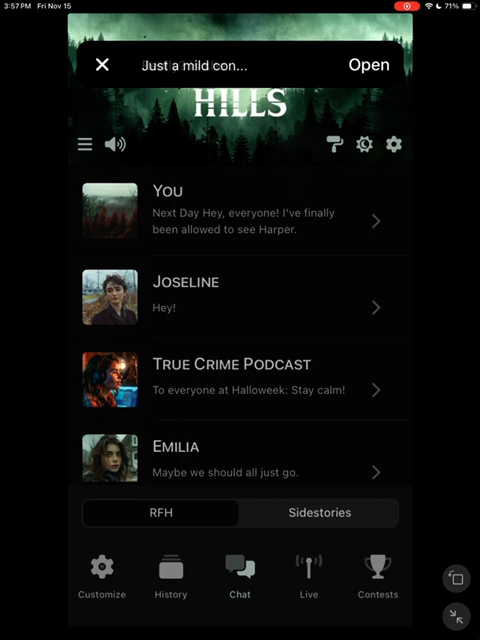 3:57 PM Fri Nov 15
71%
Just a mild con...
Open
HILLS
You
Next Day Hey, everyone! I've finally
been allowed to see Harper.
Joseline
Hey!
True Crime Podcast
To everyone at Halloweek: Stay calm!
Emilia
Maybe we should all just go.
RFH
Sidestories
Customize
History
Chat
Live
Contests